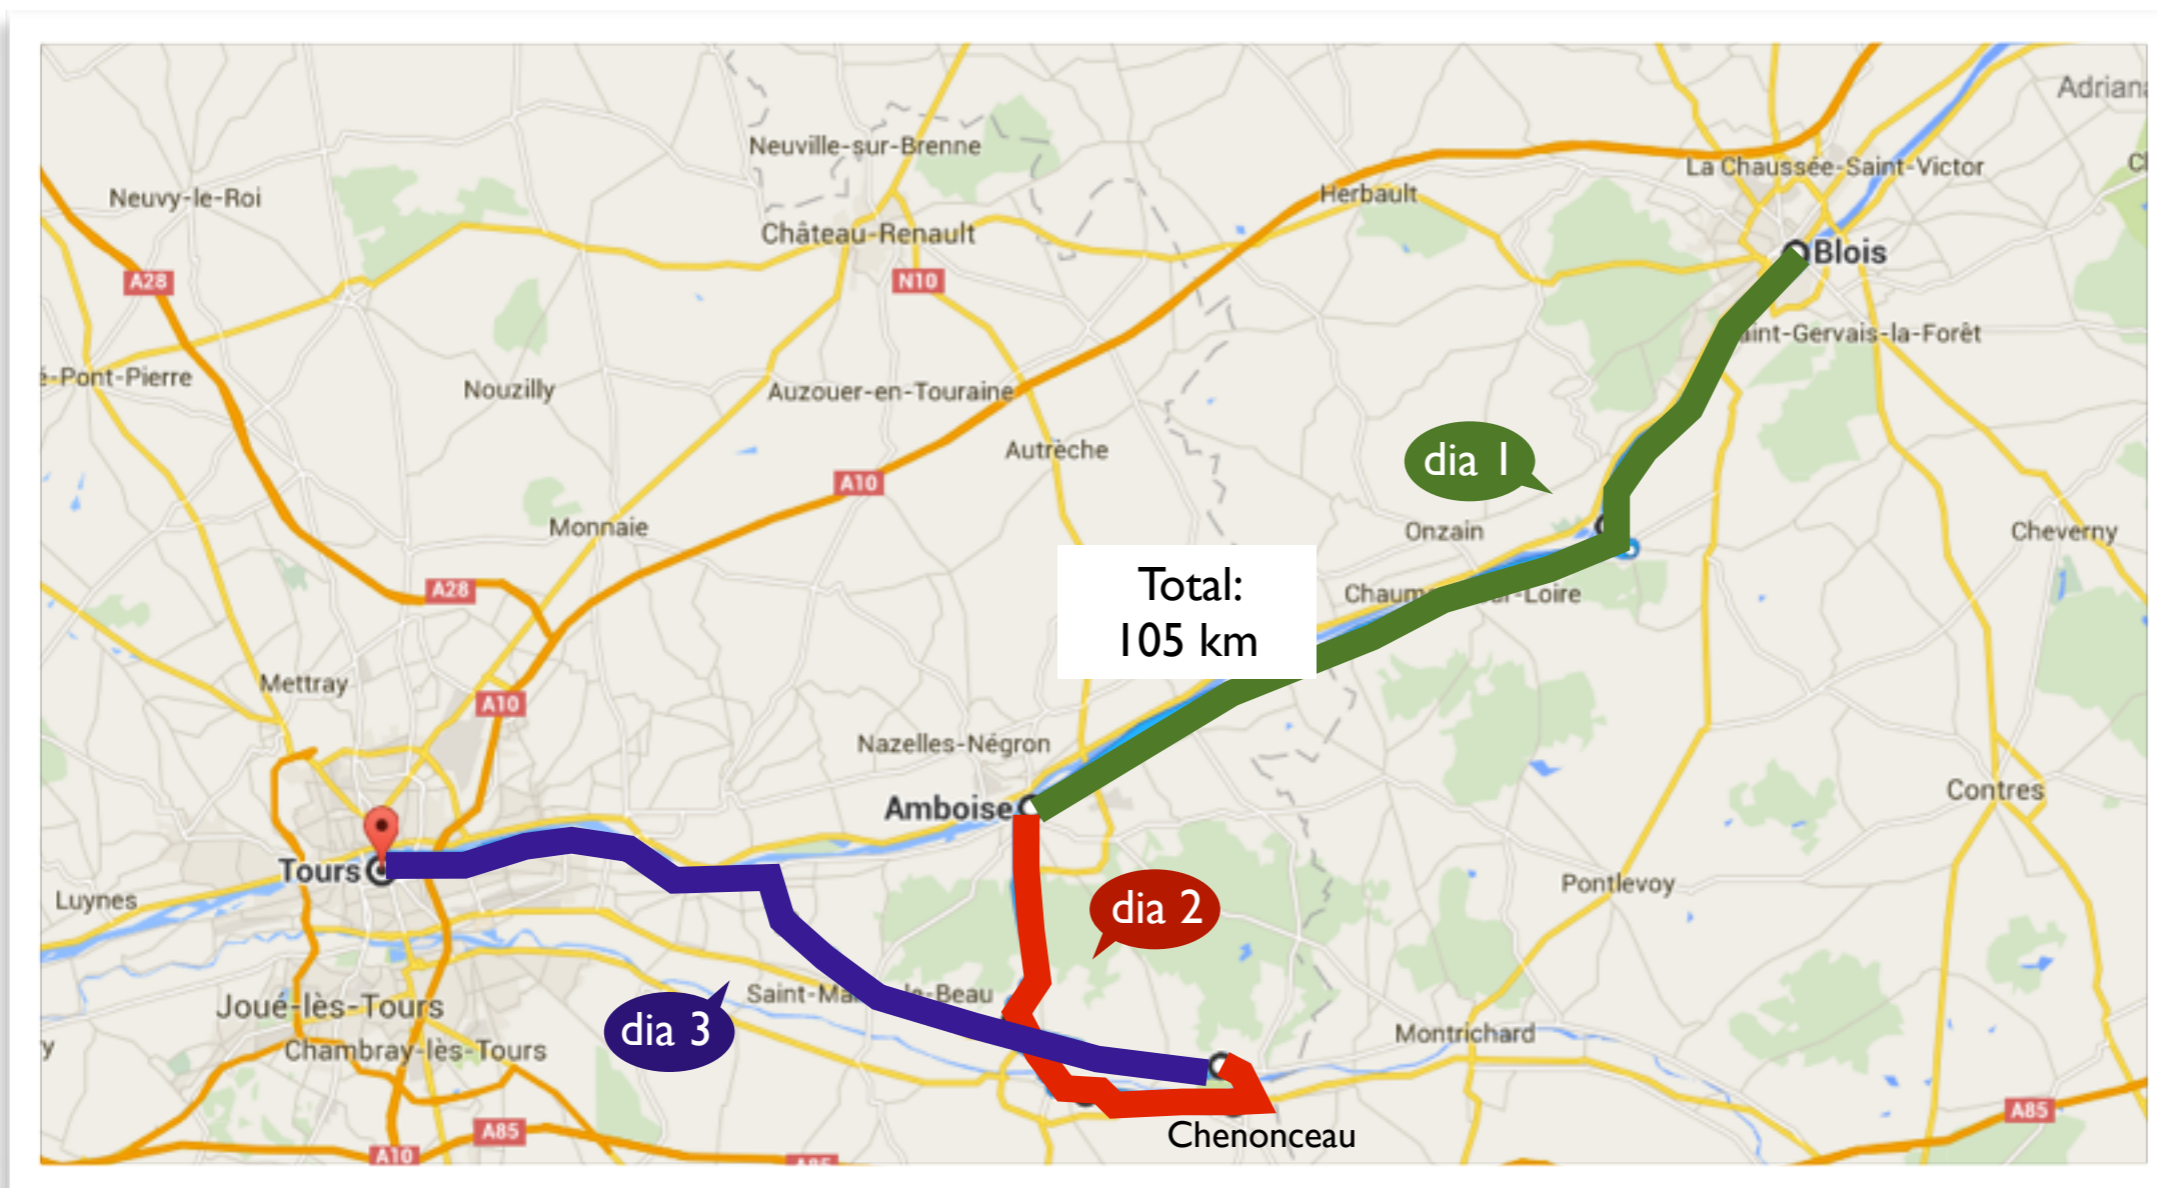 Adrian
Neuville-sur-Brenne
La Chaussée-Saint-Victor
Neuvy-le-Roi
Herbault
Château-Renault
Blois
A28
N10
aint-Gervais-la-Forêt
é-Pont-Pierre
Nouzilly
Auzouer-en-Touraine
Autrèche
dia 1
A10
Monnaie
Onzain
Cheverny
Total:
105 km
A28
Chaum
r-Loire
Mettray
A10
Nazelles-Négron
Contres
Amboise
Tours
Luynes
Pontlevoy
dia 2
Saint-Ma
le-Beau
Joué-lès-Tours
dia 3
Montrichard
Chambray-lès-Tours
A85
A85
Chenonceau
A10
A85